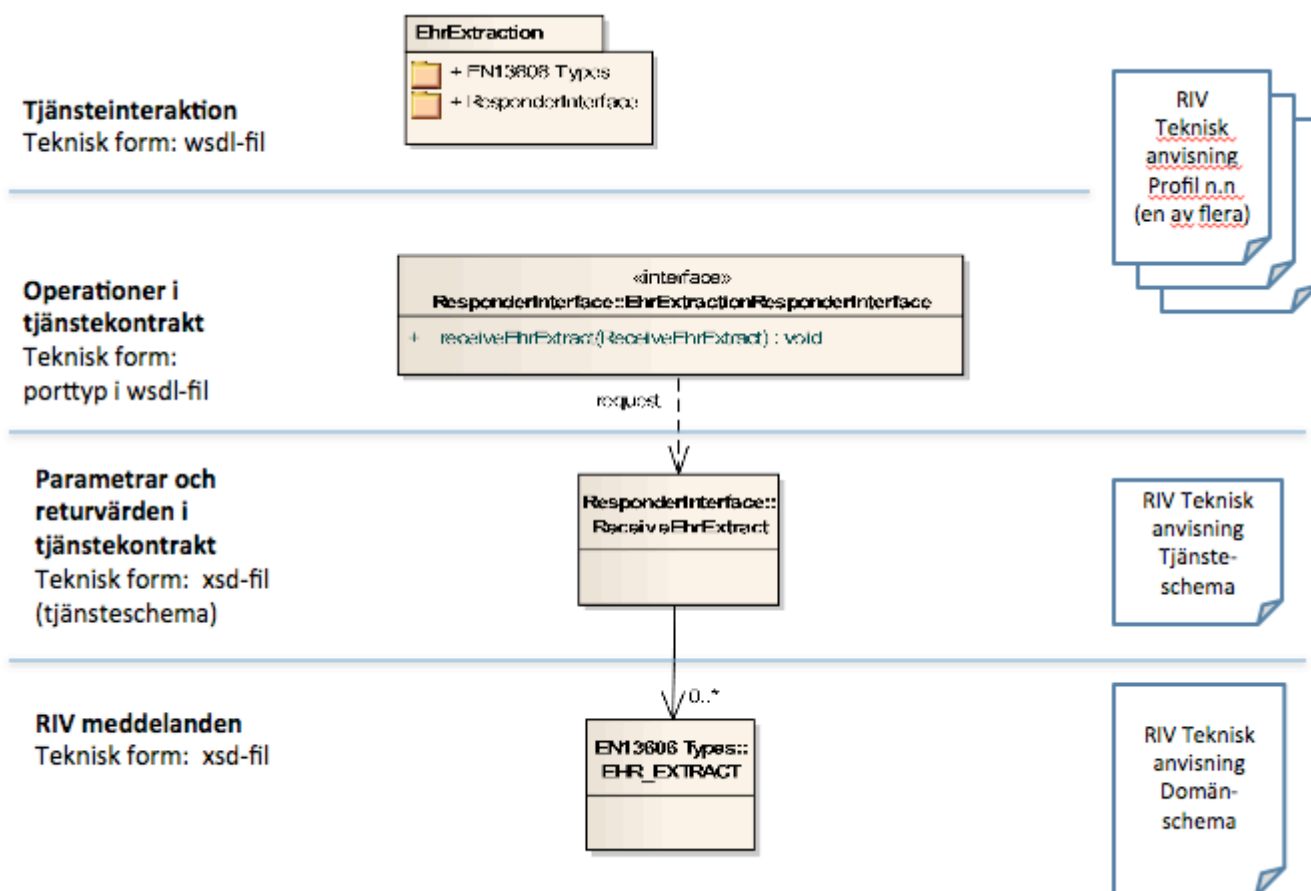 EhrExtraction
+ EN13606 Types
+ ResponderInterface
Tjänsteinteraktion
Teknisk form: wsdl-fil
RIV
Teknisk
anvisning
Profil n.n
(en av flera)
Operationer i
tjänstekontrakt
Teknisk form:
porttyp i wsdl-fil
«interface»
ResponderInterface::EhrExtractionResponderInterface
+ receiveEhrExtract(ReceiveEhrExtract) : void
request
Parametrar och
returvärden i
tjänstekontrakt
Teknisk form: xsd-fil
(tjänsteschema)
ResponderInterface::
ReceiveEhrExtract
RIV Teknisk
anvisning
Tjänste-
schema
0..*
RIV meddelanden
Teknisk form: xsd-fil
EN13606 Types::
EHR_EXTRACT
RIV Teknisk
anvisning
Domän-
schema